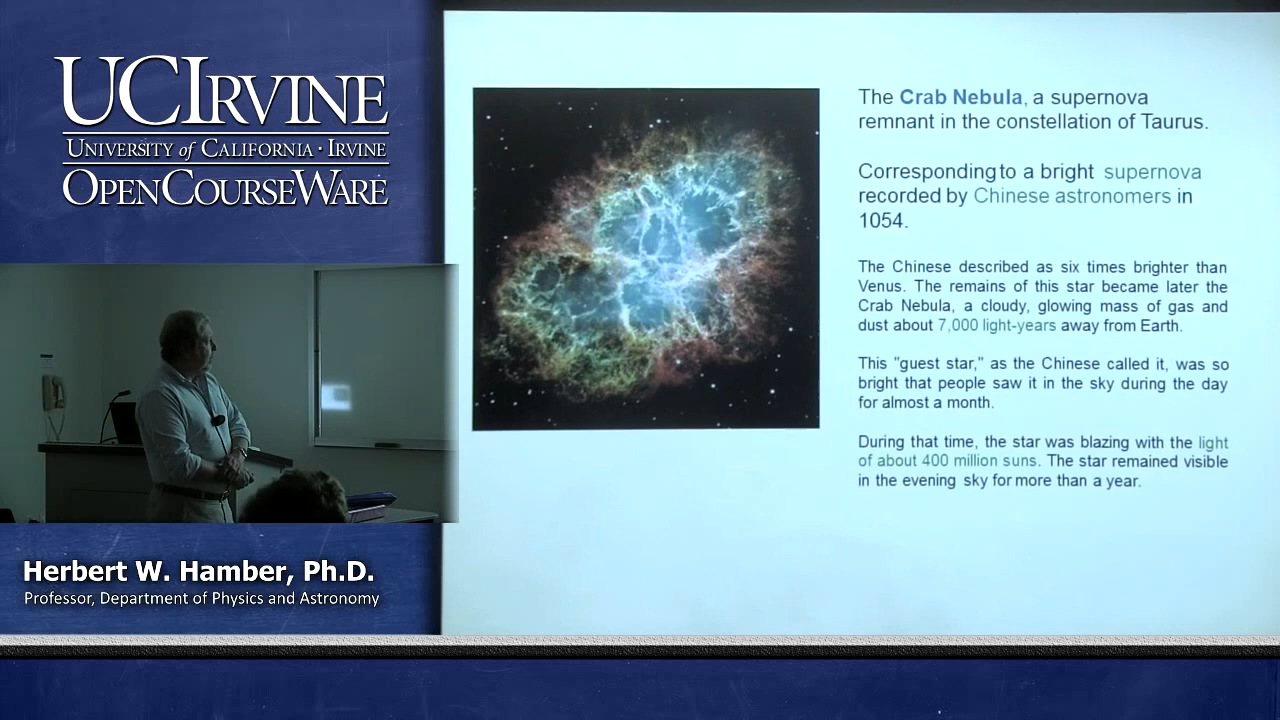 UCIRVINE
UNIVERSITY of CALIFORNIA · IRVINE
OPENCOURSEWARE
Herbert W. Hamber, Ph.D.
Professor, Department of Physics and Astronomy
The Crab Nebula, a supernova
remnant in the constellation of Taurus.
Corresponding to a bright supernova
recorded by Chinese astronomers in
1054.
The Chinese described as six times brighter than
Venus. The remains of this star became later the
Crab Nebula, a cloudy, glowing mass of gas and
dust about 7,000 light-years away from Earth.
This "guest star," as the Chinese called it, was so
bright that people saw it in the sky during the day
for almost a month.
During that time, the star was blazing with the light
of about 400 million suns. The star remained visible
in the evening sky for more than a year.